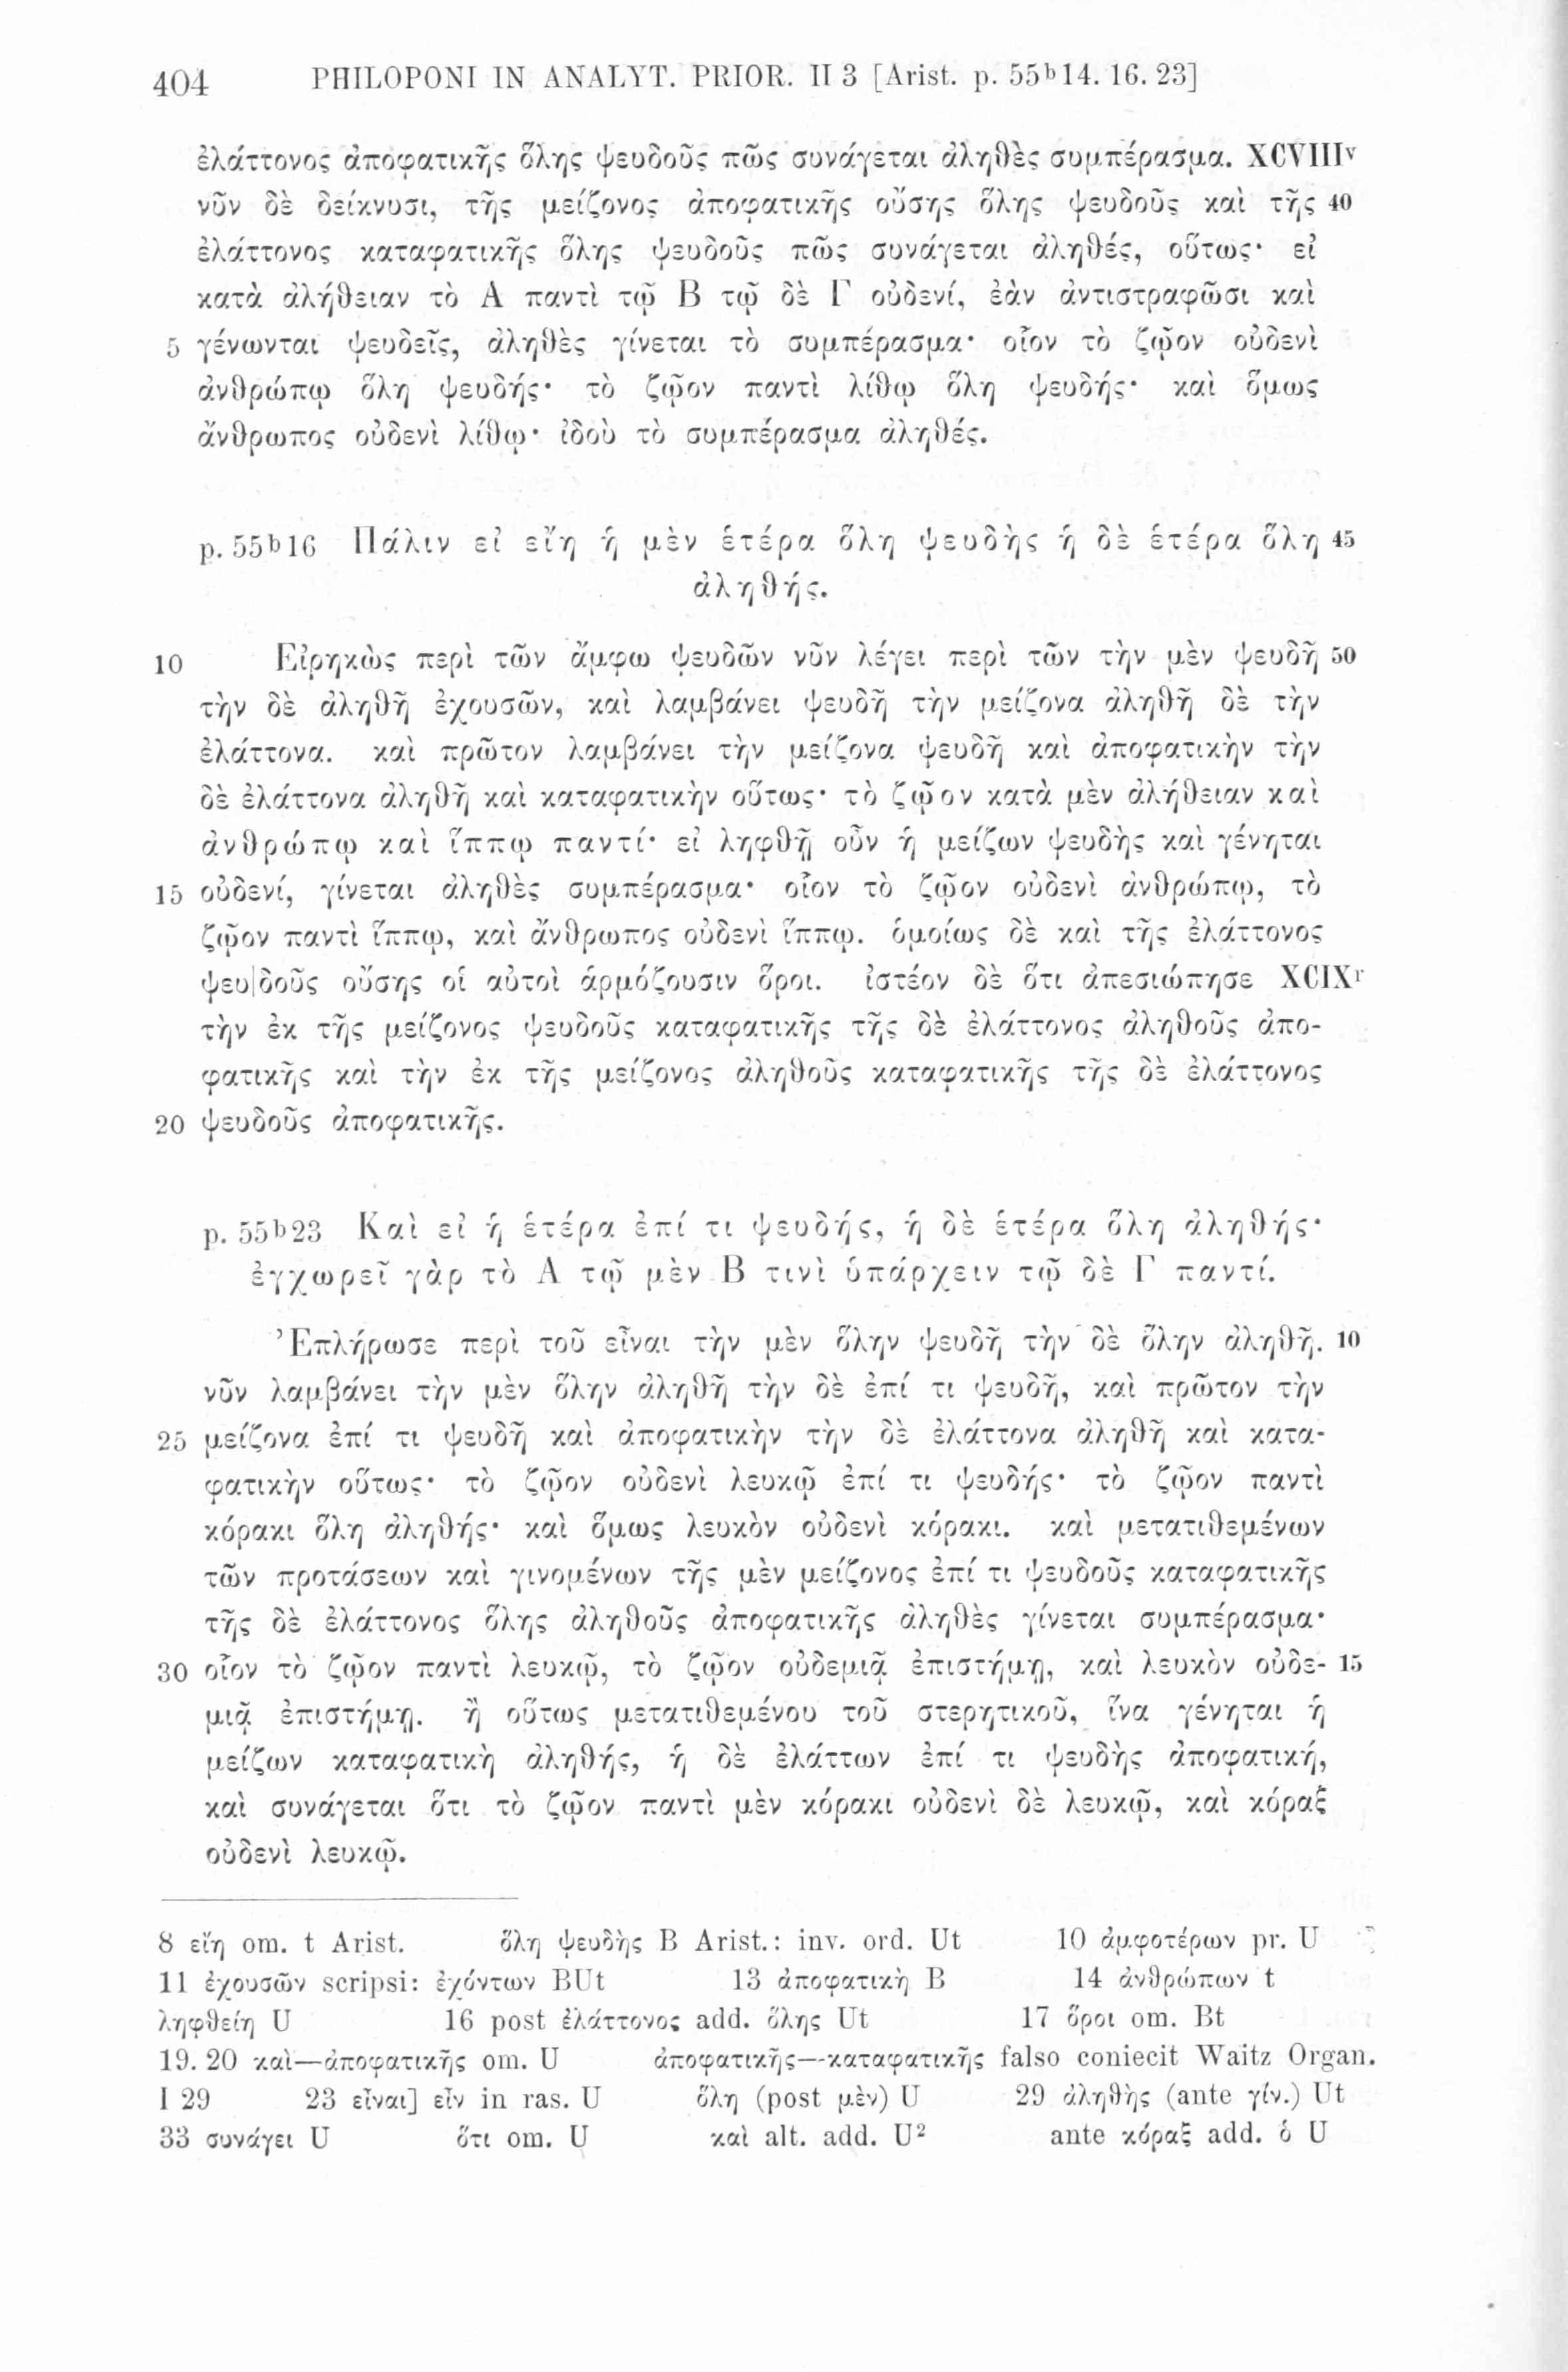 404 PHILOPONI IN ANALYT. PRIOR. II 3 [Arist. p. 55ᵇ14. 16. 23]
ἐλάττονος ἀποφατικῆς ὅλης ψευδοῦς πῶς συνάγεται ἀληθὲς συμπέρασμα. XCVIIIᵛ
νῦν δὲ δείκνυσι, τῆς μείζονος ἀποφατικῆς οὔσης ὅλης ψευδοῦς καὶ τῆς 40
ἐλάττονος καταφατικῆς ὅλης ψευδοῦς πῶς συνάγεται ἀληθές, οὕτως· εἰ
κατὰ ἀλήθειαν τὸ Α παντὶ τῷ Β τῷ δὲ Γ οὐδενί, ἐὰν ἀντιστραφῶσι καὶ
5 γένωνται ψευδεῖς, ἀληθὲς γίνεται τὸ συμπέρασμα· οἷον τὸ ζῷον οὐδενὶ
ἀνθρώπῳ ὅλη ψευδής· τὸ ζῷον παντὶ λίθῳ ὅλη ψευδής· καὶ ὅμως
ἄνθρωπος οὐδενὶ λίθῳ· ἰδοὺ τὸ συμπέρασμα ἀληθές.
p. 55ᵇ16 Πάλιν εἰ εἴη ἡ μὲν ἑτέρα ὅλη ψευδὴς ἡ δὲ ἑτέρα ὅλη 45
ἀληθής.
10 Εἰρηκὼς περὶ τῶν ἄμφω ψευδῶν νῦν λέγει περὶ τῶν τὴν μὲν ψευδῆ 50
τὴν δὲ ἀληθῆ ἐχουσῶν, καὶ λαμβάνει ψευδῆ τὴν μείζονα ἀληθῆ δὲ τὴν
ἐλάττονα. καὶ πρῶτον λαμβάνει τὴν μείζονα ψευδῆ καὶ ἀποφατικὴν τὴν
δὲ ἐλάττονα ἀληθῆ καὶ καταφατικὴν οὕτως· τὸ ζῷον κατὰ μὲν ἀλήθειαν καὶ
ἀνθρώπῳ καὶ ἵππῳ παντί· εἰ ληφθῇ οὖν ἡ μείζων ψευδὴς καὶ γένηται
15 οὐδενί, γίνεται ἀληθὲς συμπέρασμα· οἷον τὸ ζῷον οὐδενὶ ἀνθρώπῳ, τὸ
ζῷον παντὶ ἵππῳ, καὶ ἄνθρωπος οὐδενὶ ἵππῳ. ὁμοίως δὲ καὶ τῆς ἐλάττονος
ψευ|δοῦς οὔσης οἱ αὐτοὶ ἁρμόζουσιν ὅροι. ἰστέον δὲ ὅτι ἀπεσιώπησε XCIXʳ
τὴν ἐκ τῆς μείζονος ψευδοῦς καταφατικῆς τῆς δὲ ἐλάττονος ἀληθοῦς ἀπο-
φατικῆς καὶ τὴν ἐκ τῆς μείζονος ἀληθοῦς καταφατικῆς τῆς δὲ ἐλάττονος
20 ψευδοῦς ἀποφατικῆς.
p. 55ᵇ23 Καὶ εἰ ἡ ἑτέρα ἐπί τι ψευδής, ἡ δὲ ἑτέρα ὅλη ἀληθής·
ἐγχωρεῖ γὰρ τὸ Α τῷ μὲν Β τινὶ ὑπάρχειν τῷ δὲ Γ παντί.
Ἐπλήρωσε περὶ τοῦ εἶναι τὴν μὲν ὅλην ψευδῆ τὴν δὲ ὅλην ἀληθῆ. 10
νῦν λαμβάνει τὴν μὲν ὅλην ἀληθῆ τὴν δὲ ἐπί τι ψευδῆ, καὶ πρῶτον τὴν
25 μείζονα ἐπί τι ψευδῆ καὶ ἀποφατικὴν τὴν δὲ ἐλάττονα ἀληθῆ καὶ κατα-
φατικὴν οὕτως· τὸ ζῷον οὐδενὶ λευκῷ ἐπί τι ψευδής· τὸ ζῷον παντὶ
κόρακι ὅλη ἀληθής· καὶ ὅμως λευκὸν οὐδενὶ κόρακι. καὶ μετατιθεμένων
τῶν προτάσεων καὶ γινομένων τῆς μὲν μείζονος ἐπί τι ψευδοῦς καταφατικῆς
τῆς δὲ ἐλάττονος ὅλης ἀληθοῦς ἀποφατικῆς ἀληθὲς γίνεται συμπέρασμα·
30 οἷον τὸ ζῷον παντὶ λευκῷ, τὸ ζῷον οὐδεμιᾷ ἐπιστήμῃ, καὶ λευκὸν οὐδε- 15
μιᾷ ἐπιστήμῃ. ἢ οὕτως μετατιθεμένου τοῦ στερητικοῦ, ἵνα γένηται ἡ
μείζων καταφατικὴ ἀληθής, ἡ δὲ ἐλάττων ἐπί τι ψευδὴς ἀποφατική,
καὶ συνάγεται ὅτι τὸ ζῷον παντὶ μὲν κόρακι οὐδενὶ δὲ λευκῷ, καὶ κόραξ
οὐδενὶ λευκῷ.
8 εἴη om. t Arist. ὅλη ψευδὴς B Arist.: inv. ord. Ut 10 ἀμφοτέρων pr. U
11 ἐχουσῶν scripsi: ἐχόντων BUt 13 ἀποφατικὴ B 14 ἀνθρώπων t
ληφθείη U 16 post ἐλάττονος add. ὅλης Ut 17 ὅροι om. Bt
19. 20 καὶ—ἀποφατικῆς om. U ἀποφατικῆς—καταφατικῆς falso coniecit Waitz Organ.
I 29 23 εἶναι] εἶν in ras. U ὅλη (post μὲν) U 29 ἀληθὴς (ante γίν.) Ut
33 συνάγει U ὅτι om. U καὶ alt. add. U² ante κόραξ add. ὁ U